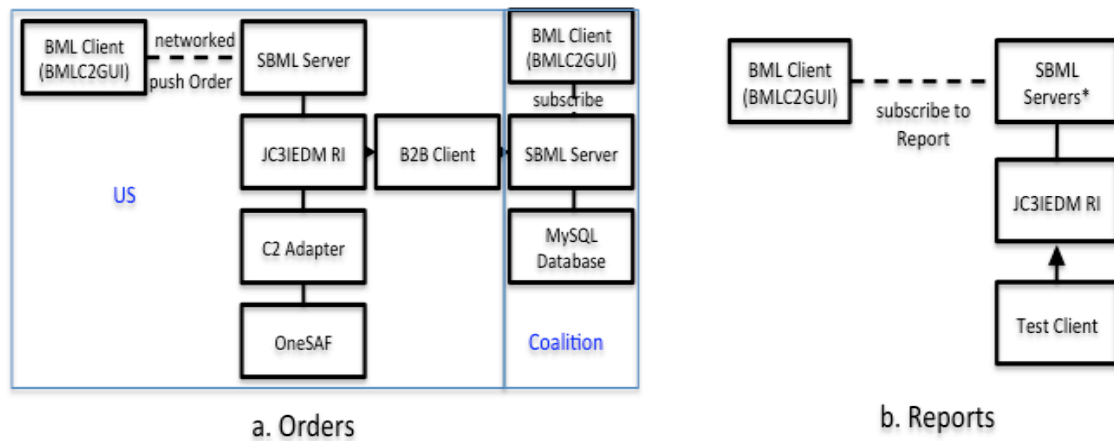 BML Client
(BMLC2GUI)
networked
push Order
SBML Server
JC3IEDM RI
B2B Client
C2 Adapter
OneSAF
US
BML Client
(BMLC2GUI)
subscribe
SBML Server
MySQL
Database
Coalition
a. Orders
BML Client
(BMLC2GUI)
subscribe to
Report
SBML
Servers*
JC3IEDM RI
Test Client
b. Reports